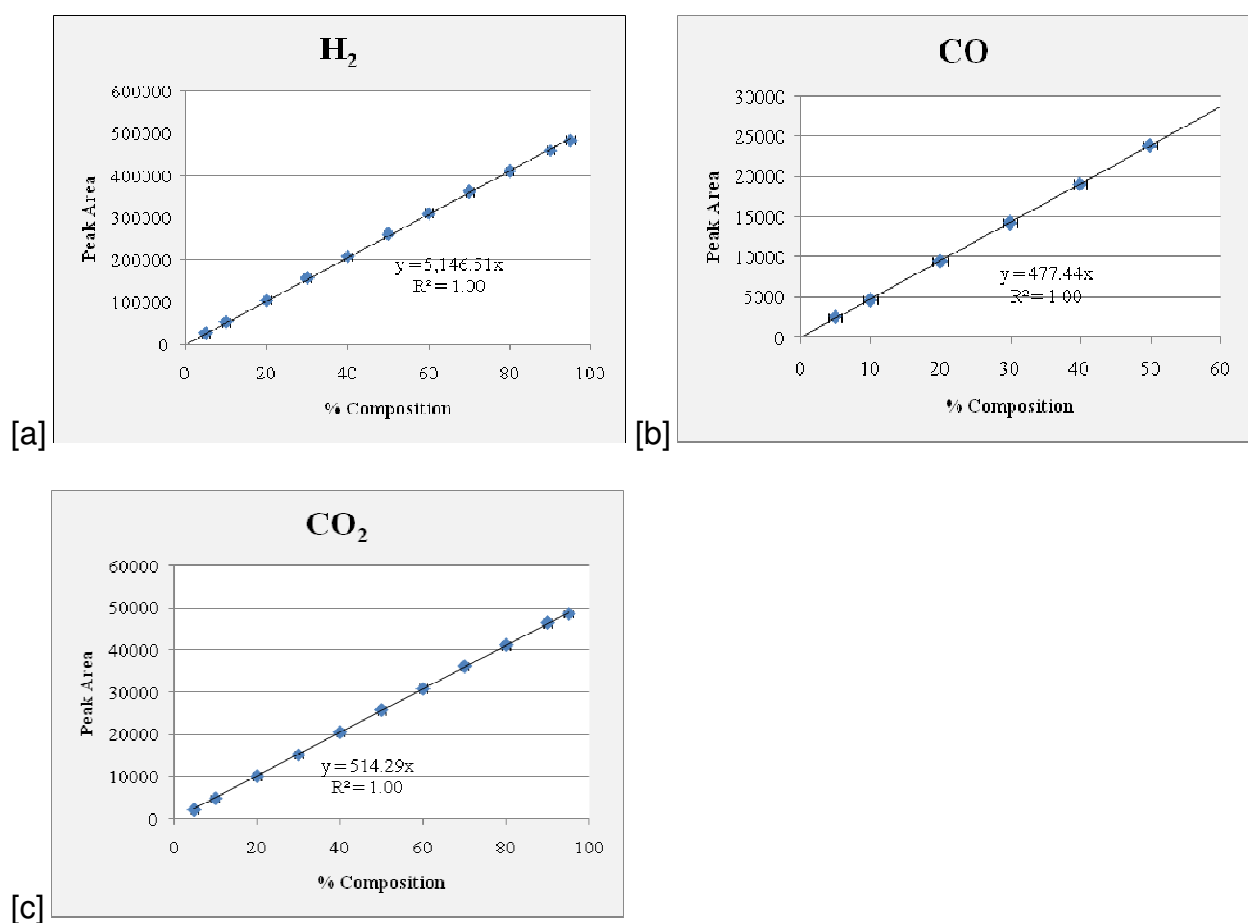 H₂
600000
500000
400000
300000
200000
100000
0
Peak Area
y = 5,146.51x
R² = 1.00
0 20 40 60 80 100
% Composition
[a]
CO
30000
25000
20000
15000
10000
5000
0
Peak Area
y = 477.44x
R² = 1.00
0 10 20 30 40 50 60
% Composition
[b]
CO₂
60000
50000
40000
30000
20000
10000
0
Peak Area
y = 514.29x
R² = 1.00
0 20 40 60 80 100
% Composition
[c]